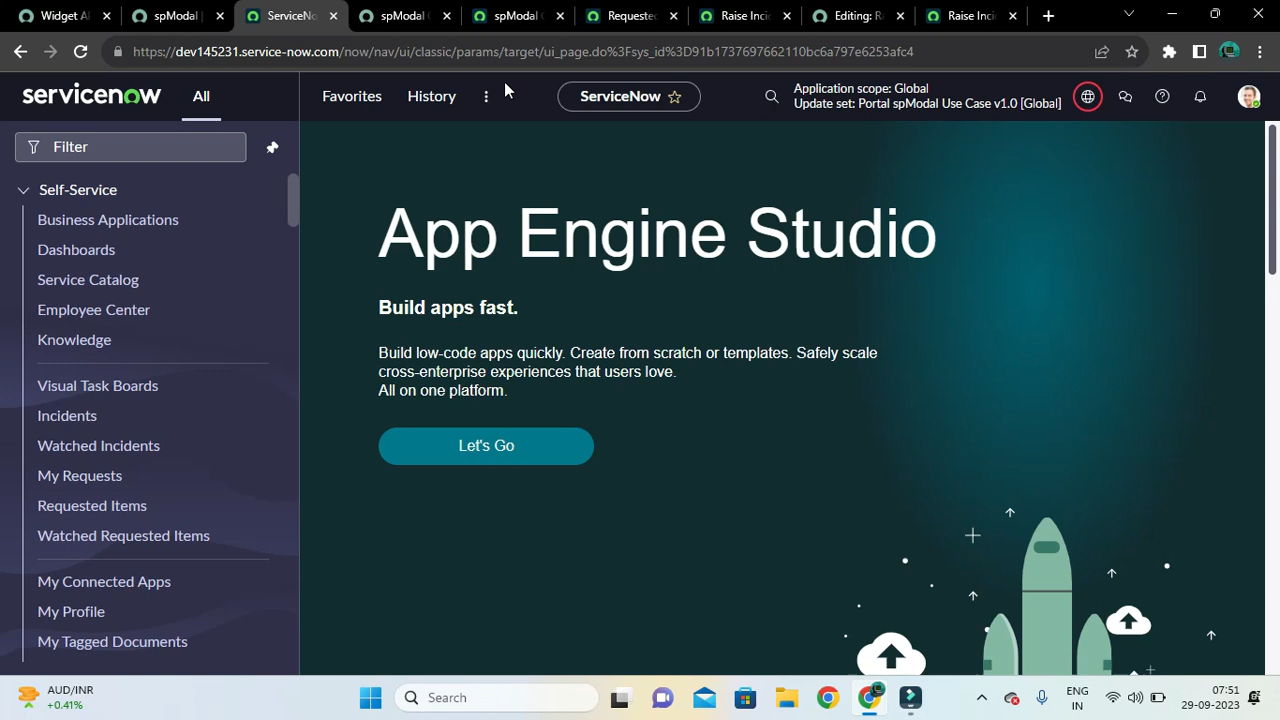 Widget A
spModal
ServiceNo
spModal C
spModal C
Requested
Raise Inci
Editing: Ra
Raise Inci
https://dev145231.service-now.com/now/nav/ui/classic/params/target/ui_page.do%3Fsys_id%3D91b1737697662110bc6a797e6253afc4
servicenow
All
Favorites
History
ServiceNow
Application scope: Global
Update set: Portal spModal Use Case v1.0 [Global]
Filter
Self-Service
Business Applications
Dashboards
Service Catalog
Employee Center
Knowledge
Visual Task Boards
Incidents
Watched Incidents
My Requests
Requested Items
Watched Requested Items
My Connected Apps
My Profile
My Tagged Documents
App Engine Studio
Build apps fast.
Build low-code apps quickly. Create from scratch or templates. Safely scale
cross-enterprise experiences that users love.
All on one platform.
Let's Go
AUD/INR
+0.41%
Search
ENG
IN
07:51
29-09-2023